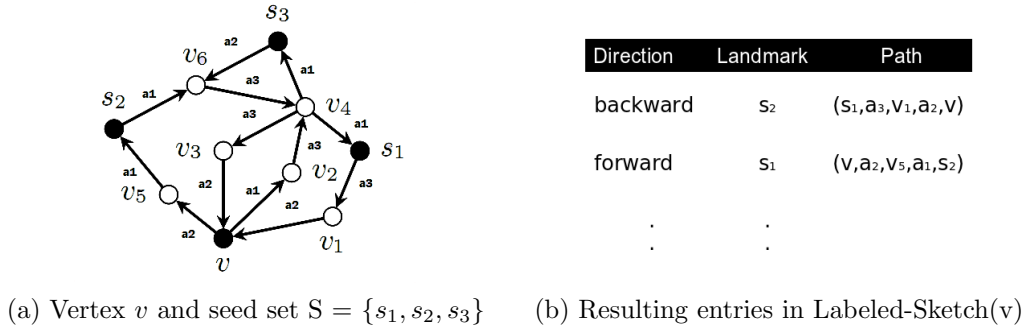 s3
a2
v6
a1
a3
s2
a1
v4
a3
a1
v3
s1
a3
v2
a3
a1
v5
a2
a1
a2
a2
v1
v
(a) Vertex v and seed set S = {s1, s2, s3}
Direction Landmark Path
backward s2 (s1,a3,v1,a2,v)
forward s1 (v,a2,v5,a1,s2)
. .
. .
(b) Resulting entries in Labeled-Sketch(v)